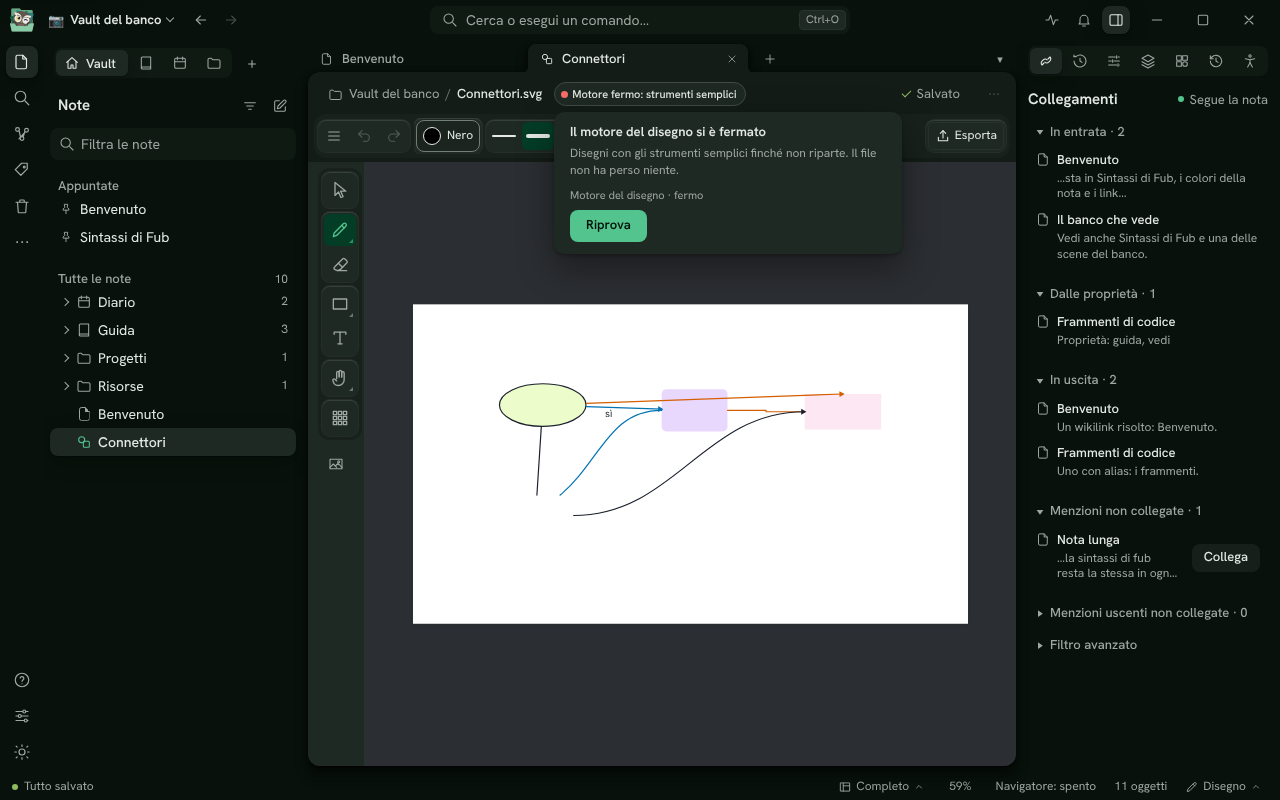 Vault del banco
Cerca o esegui un comando...
Ctrl+O
Vault
Note
Filtra le note
Appuntate
Benvenuto
Sintassi di Fub
Tutte le note 10
Diario 2
Guida 3
Progetti 1
Risorse 1
Benvenuto
Connettori
Benvenuto
Connettori
Vault del banco / Connettori.svg
Motore fermo: strumenti semplici
Salvato
Nero
Esporta
Il motore del disegno si è fermato
Disegni con gli strumenti semplici finché non riparte. Il file
non ha perso niente.
Motore del disegno · fermo
Riprova
sì
Collegamenti
Segue la nota
In entrata · 2
Benvenuto
...sta in Sintassi di Fub, i colori della
nota e i link...
Il banco che vede
Vedi anche Sintassi di Fub e una delle
scene del banco.
Dalle proprietà · 1
Frammenti di codice
Proprietà: guida, vedi
In uscita · 2
Benvenuto
Un wikilink risolto: Benvenuto.
Frammenti di codice
Uno con alias: i frammenti.
Menzioni non collegate · 1
Nota lunga
...la sintassi di fub
resta la stessa in ogn...
Collega
Menzioni uscenti non collegate · 0
Filtro avanzato
Tutto salvato
Completo
59%
Navigatore: spento
11 oggetti
Disegno